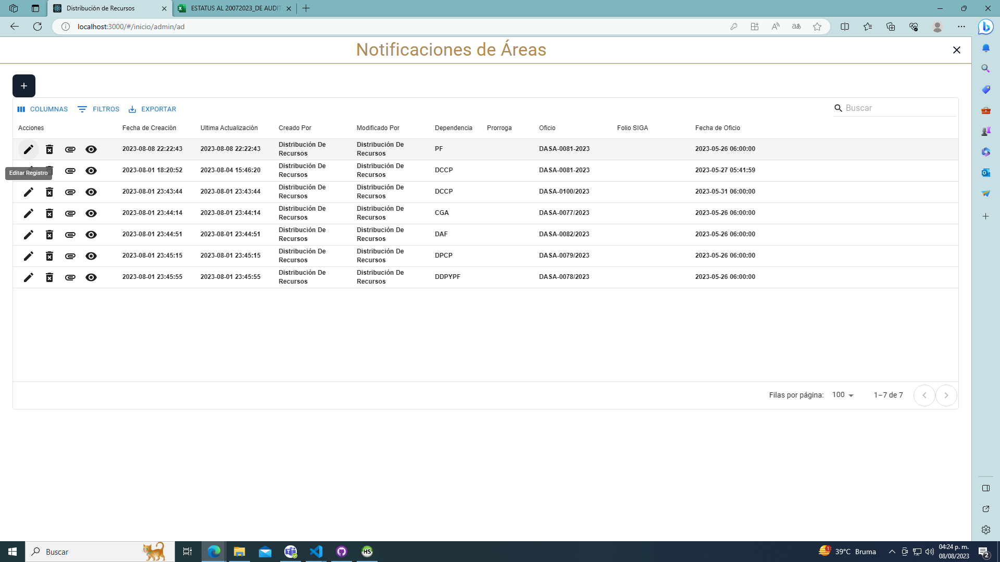 Distribución de Recursos
ESTATUS AL 20072023_DE AUDIT
localhost:3000/#/inicio/admin/ad
Notificaciones de Áreas
COLUMNAS FILTROS EXPORTAR Buscar
Acciones Fecha de Creación Ultima Actualización Creado Por Modificado Por Dependencia Prorroga Oficio Folio SIGA Fecha de Oficio
2023-08-08 22:22:43 2023-08-08 22:22:43 Distribución De Recursos Distribución De Recursos PF DASA-0081-2023 2023-05-26 06:00:00
Editar Registro
2023-08-01 18:20:52 2023-08-04 15:46:20 Distribución De Recursos Distribución De Recursos DCCP DASA-0081-2023 2023-05-27 05:41:59
2023-08-01 23:43:44 2023-08-01 23:43:44 Distribución De Recursos Distribución De Recursos DCCP DASA-0100/2023 2023-05-31 06:00:00
2023-08-01 23:44:14 2023-08-01 23:44:14 Distribución De Recursos Distribución De Recursos CGA DASA-0077/2023 2023-05-26 06:00:00
2023-08-01 23:44:51 2023-08-01 23:44:51 Distribución De Recursos Distribución De Recursos DAF DASA-0082/2023 2023-05-26 06:00:00
2023-08-01 23:45:15 2023-08-01 23:45:15 Distribución De Recursos Distribución De Recursos DPCP DASA-0079/2023 2023-05-26 06:00:00
2023-08-01 23:45:55 2023-08-01 23:45:55 Distribución De Recursos Distribución De Recursos DDPYPF DASA-0078/2023 2023-05-26 06:00:00
Filas por página: 100 1–7 de 7
Buscar
HS
1
39°C Bruma
04:24 p. m.
08/08/2023
2